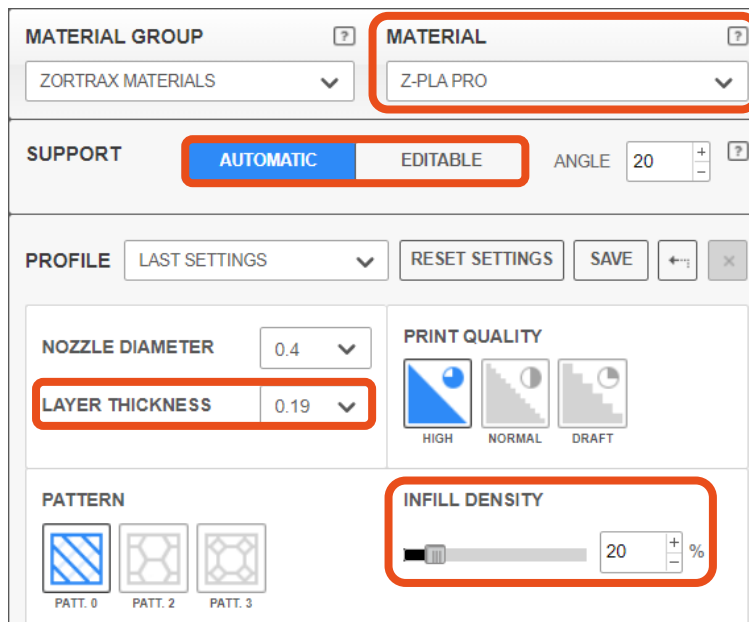 MATERIAL GROUP ? MATERIAL ?
ZORTRAX MATERIALS Z-PLA PRO
SUPPORT AUTOMATIC EDITABLE ANGLE 20 + - ?
PROFILE LAST SETTINGS RESET SETTINGS SAVE
NOZZLE DIAMETER 0.4
LAYER THICKNESS 0.19
PRINT QUALITY
HIGH NORMAL DRAFT
PATTERN
PATT. 0 PATT. 2 PATT. 3
INFILL DENSITY
20 + - %